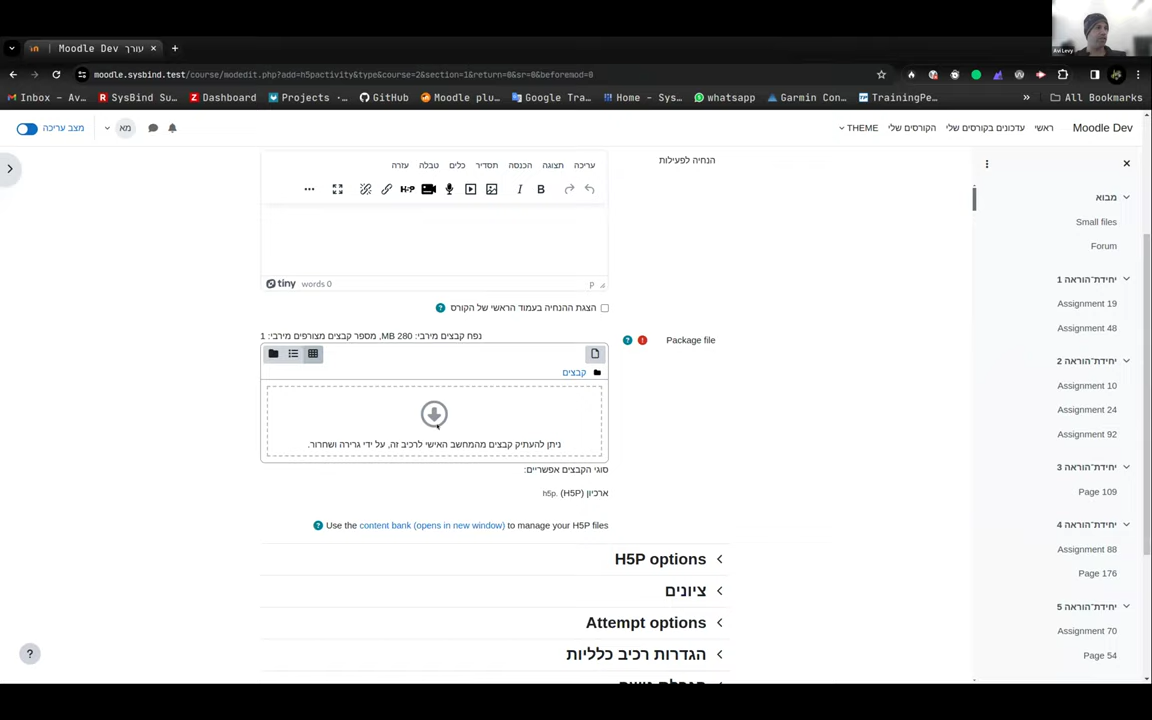 Moodle Dev | עורך
Avi Levy
moodle.sysbind.test/course/modedit.php?add=h5pactivity&type&course=2&section=1&return=0&sr=0&beforemod=0
Inbox - Av...
SysBind Su...
Dashboard
Projects ·...
GitHub
Moodle plu...
Google Tra...
Home - Sys...
whatsapp
Garmin Con...
TrainingPe...
All Bookmarks
Moodle Dev
ראשי
עדכונים בקורסים שלי
הקורסים שלי
THEME
מא
מצב עריכה
הנחיה לפעילות
עריכה תצוגה הכנסה תסדיר כלים טבלה עזרה
H-P
I B
tiny words 0
p
הצגת ההנחיה בעמוד הראשי של הקורס
Package file
נפח קבצים מירבי: 280 MB, מספר קבצים מצורפים מירבי: 1
קבצים
ניתן להעתיק קבצים מהמחשב האישי לרכיב זה, על ידי גרירה ושחרור.
סוגי הקבצים אפשריים:
ארכיון (H5P) .h5p
Use the content bank (opens in new window) to manage your H5P files
H5P options
ציונים
Attempt options
הגדרות רכיב כלליות
מבוא
Small files
Forum
יחידת־הוראה 1
Assignment 19
Assignment 48
יחידת־הוראה 2
Assignment 10
Assignment 24
Assignment 92
יחידת־הוראה 3
Page 109
יחידת־הוראה 4
Assignment 88
Page 176
יחידת־הוראה 5
Assignment 70
Page 54
?